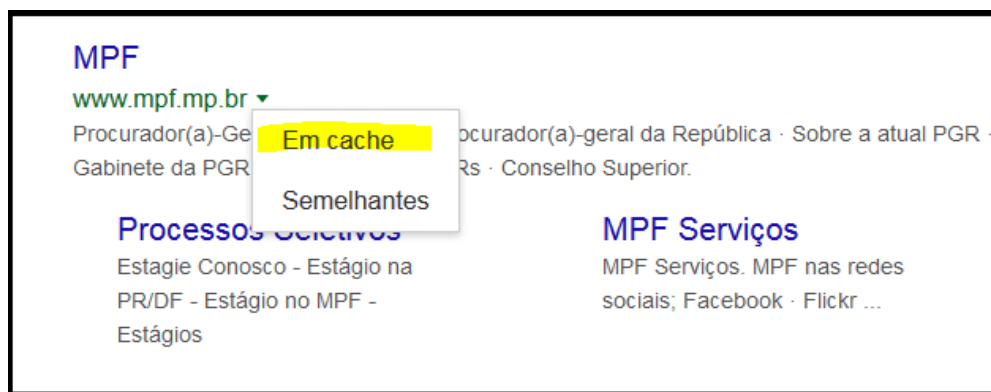 MPF
www.mpf.mp.br
Procurador(a)-Ge
Em cache
ocurador(a)-geral da República · Sobre a atual PGR ·
Gabinete da PGR
Rs · Conselho Superior.
Semelhantes
Processos Seletivos
MPF Serviços
Estagie Conosco - Estágio na
MPF Serviços. MPF nas redes
PR/DF - Estágio no MPF -
sociais; Facebook · Flickr ...
Estágios